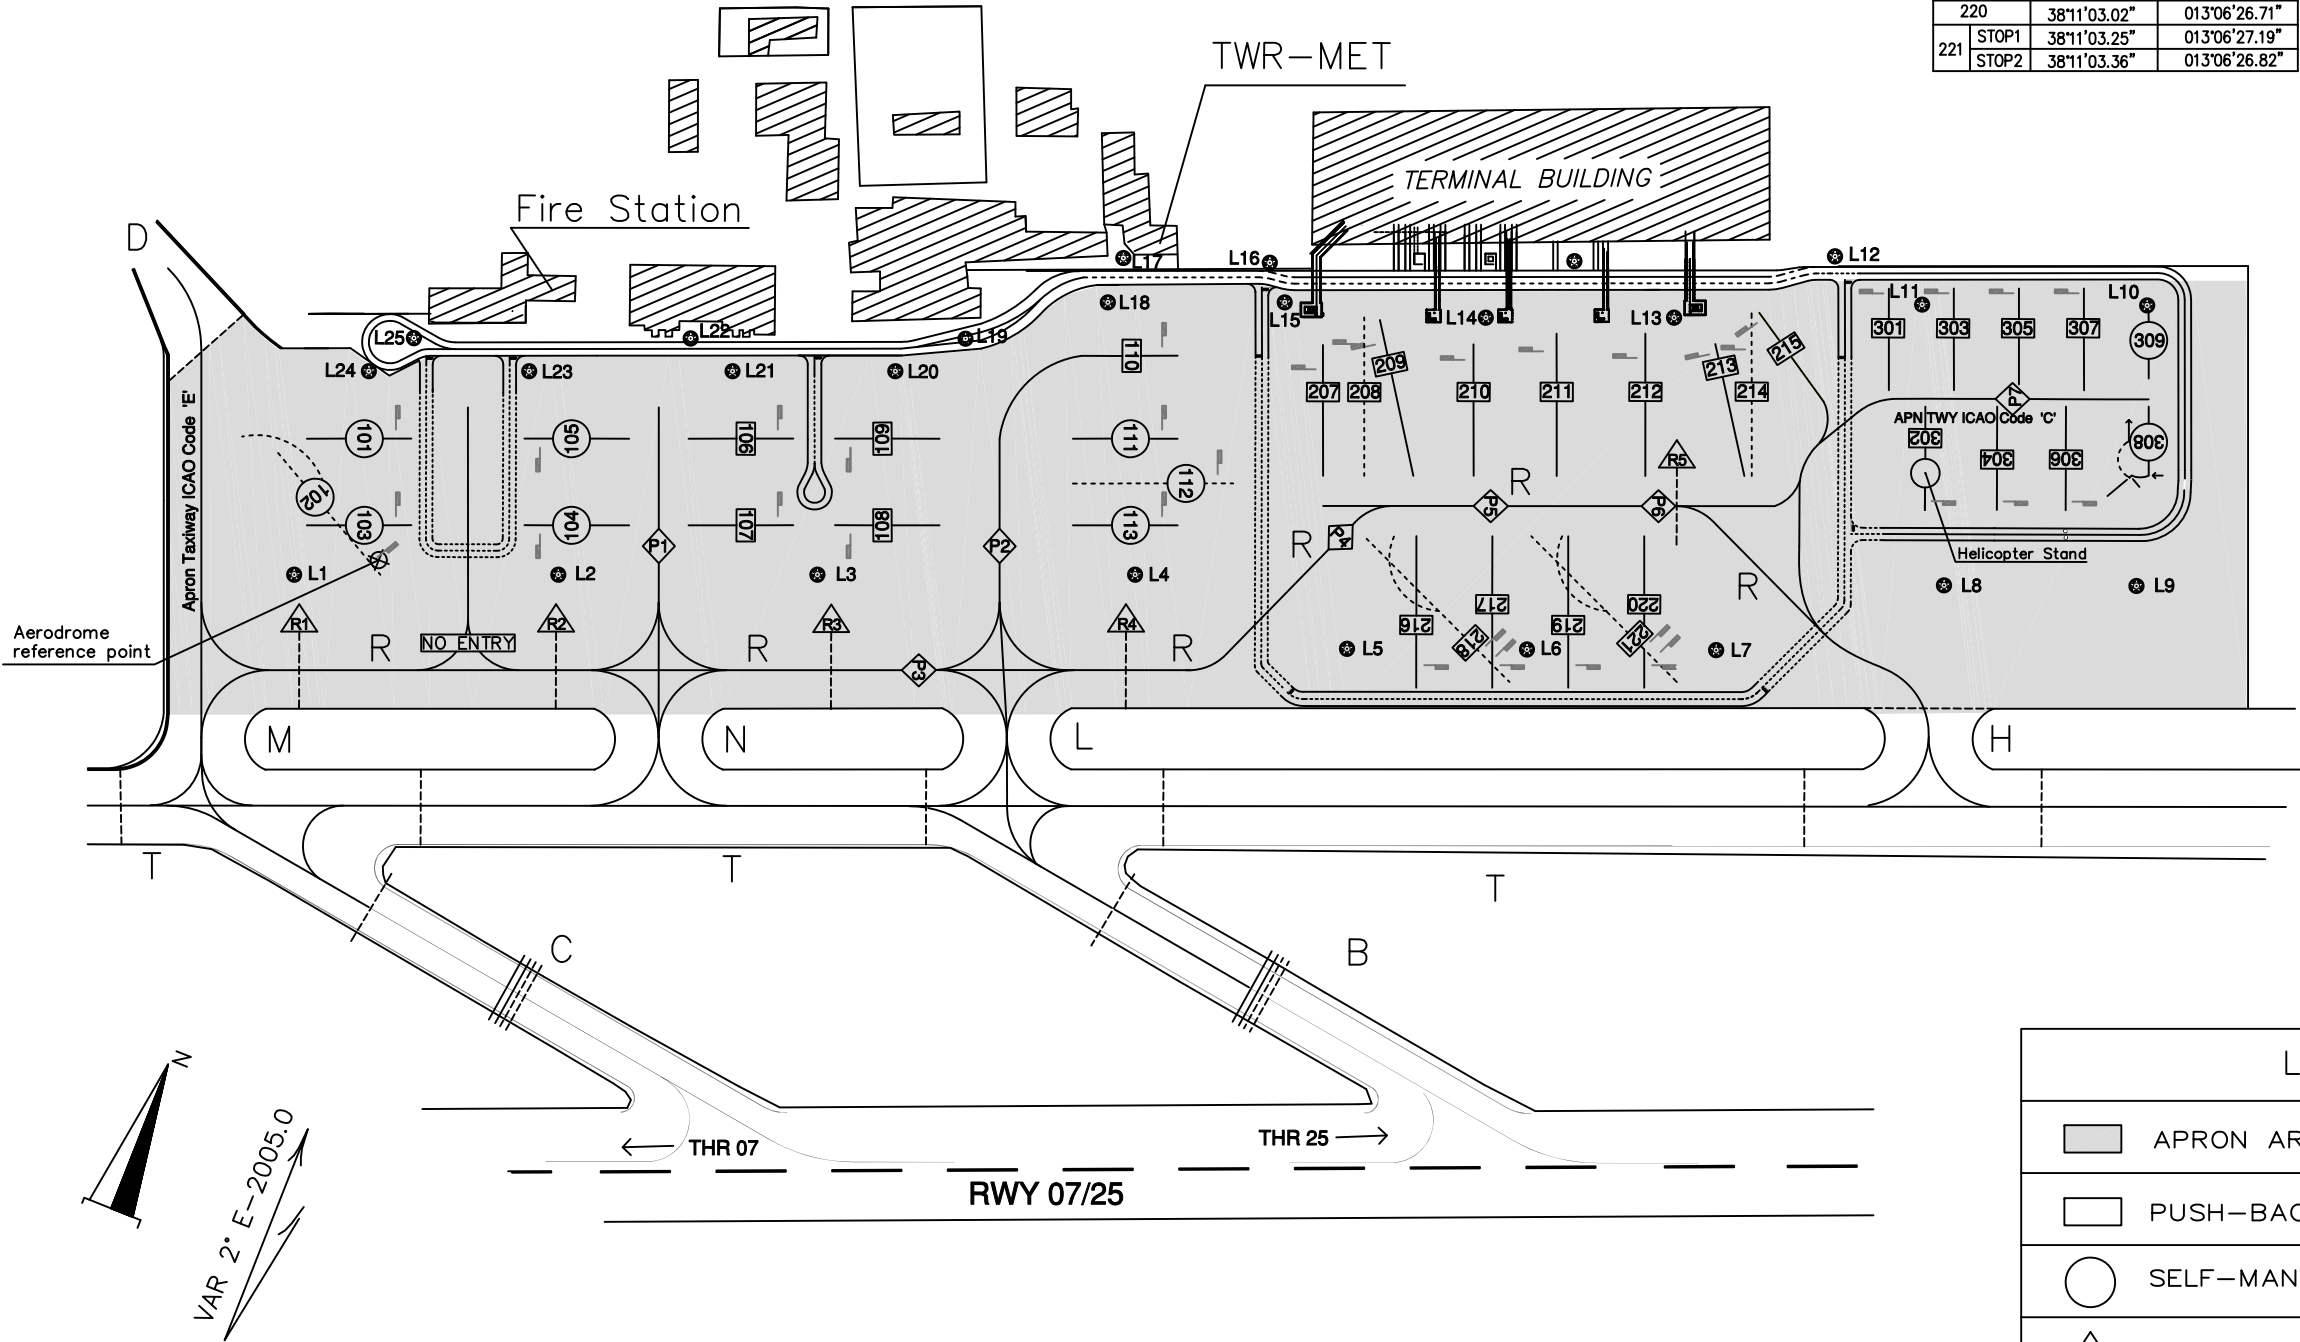 220 38°11'03.02" 013°06'26.71"
221 STOP1 38°11'03.25" 013°06'27.19"
STOP2 38°11'03.36" 013°06'26.82"
TWR-MET
TERMINAL BUILDING
Fire Station
D
L17
L16
L12
L25
L22
L19
L18
L15
L14
L13
L11
L10
L24
L23
L21
L20
110
207
208
209
210
211
212
213
214
215
301
303
305
307
309
P7
APN TWY ICAO Code 'C'
302
304
306
308
Apron Taxiway ICAO Code 'E'
101
102
103
105
104
106
107
601
801
111
112
113
R5
R
P5
P6
P4
R
R
P1
P2
Helicopter Stand
L1
L2
L3
L4
L8
L9
R1
R2
R3
R4
216
217
218
219
220
221
L5
L6
L7
Aerodrome
reference point
R
NO ENTRY
R
P3
R
M
N
L
H
T
T
T
C
B
THR 07
THR 25
RWY 07/25
N
VAR 2° E-2005.0
L
APRON AR
PUSH-BAC
SELF-MAN